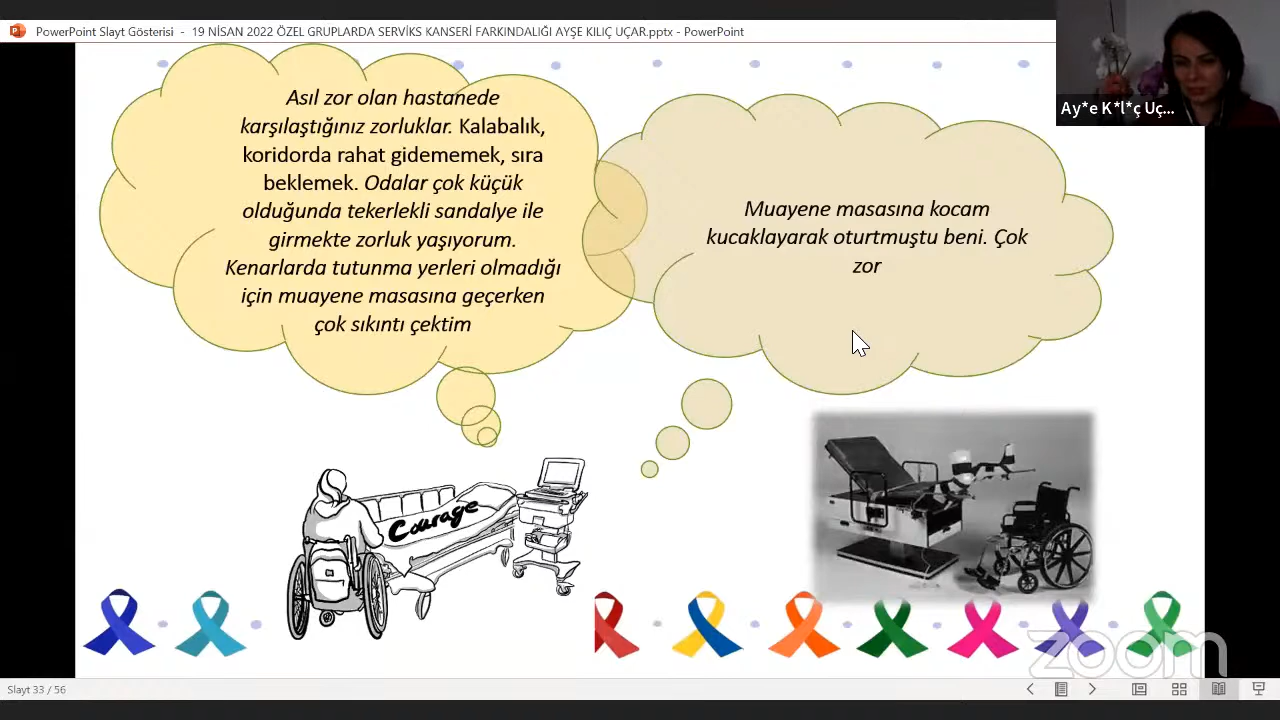 PowerPoint Slayt Gösterisi - 19 NİSAN 2022 ÖZEL GRUPLARDA SERVİKS KANSERİ FARKINDALIĞI AYŞE KILIÇ UÇAR.pptx - PowerPoint
Ay*e K*l*ç Uç...
Asıl zor olan hastanede
karşılaştığınız zorluklar. Kalabalık,
koridorda rahat gidememek, sıra
beklemek. Odalar çok küçük
olduğunda tekerlekli sandalye ile
girmekte zorluk yaşıyorum.
Kenarlarda tutunma yerleri olmadığı
için muayene masasına geçerken
çok sıkıntı çektim
Muayene masasına kocam
kucaklayarak oturtmuştu beni. Çok
zor
Courage
zoom
Slayt 33 / 56